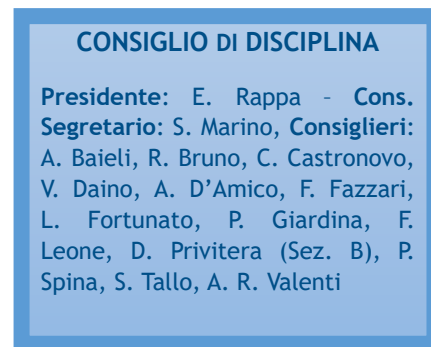 CONSIGLIO DI DISCIPLINA
Presidente: E. Rappa – Cons.
Segretario: S. Marino, Consiglieri:
A. Baieli, R. Bruno, C. Castronovo,
V. Daino, A. D’Amico, F. Fazzari,
L. Fortunato, P. Giardina, F.
Leone, D. Privitera (Sez. B), P.
Spina, S. Tallo, A. R. Valenti